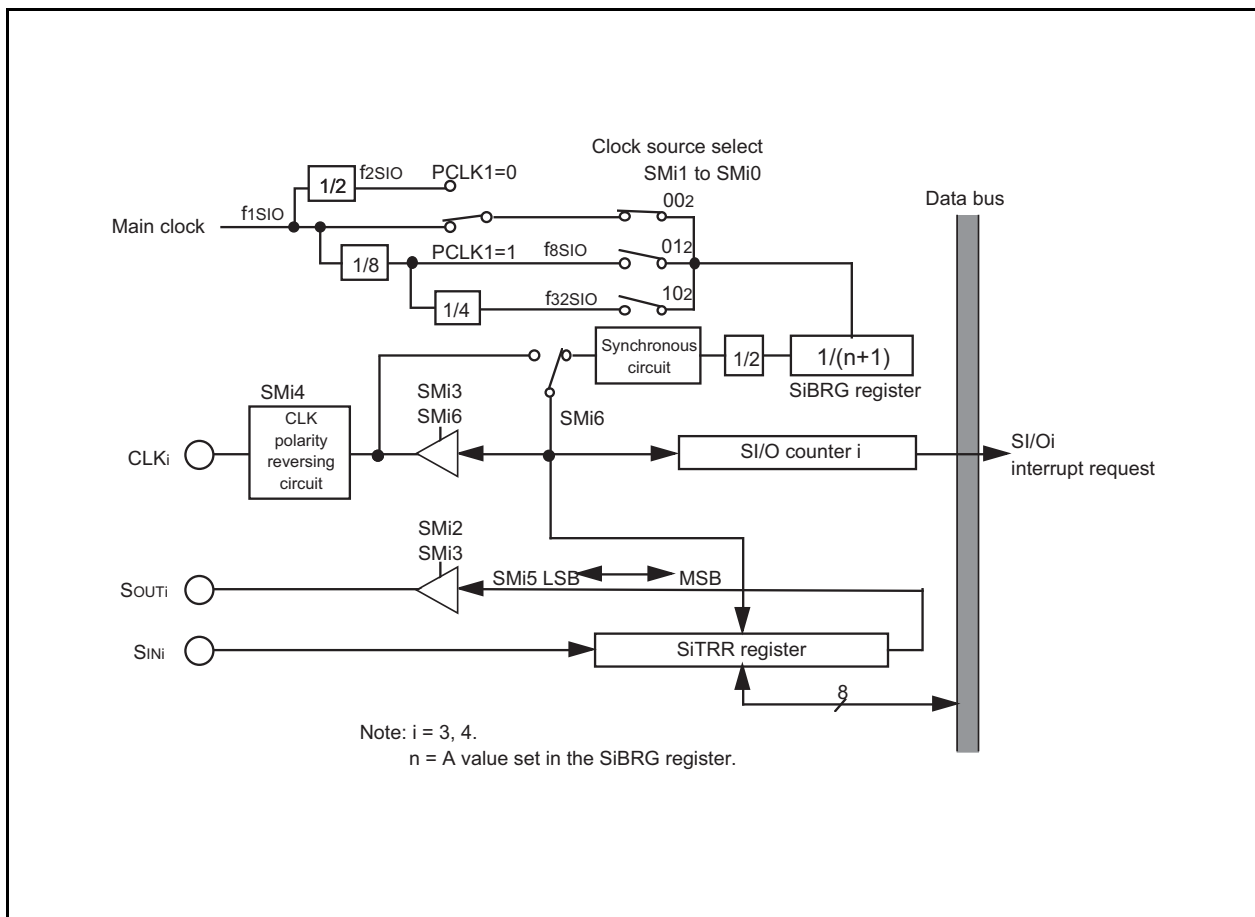 Clock source select
SMi1 to SMi0
1/2
f2SIO
PCLK1=0
002
Data bus
Main clock
f1SIO
1/8
PCLK1=1
f8SIO
012
1/4
f32SIO
102
Synchronous
circuit
1/2
1/(n+1)
SiBRG register
SMi4
CLK
polarity
reversing
circuit
SMi3
SMi6
SMi6
CLKi
SI/O counter i
SI/Oi
interrupt request
SMi2
SMi3
SOUTi
SMi5 LSB
MSB
SINi
SiTRR register
8
Note: i = 3, 4.
n = A value set in the SiBRG register.